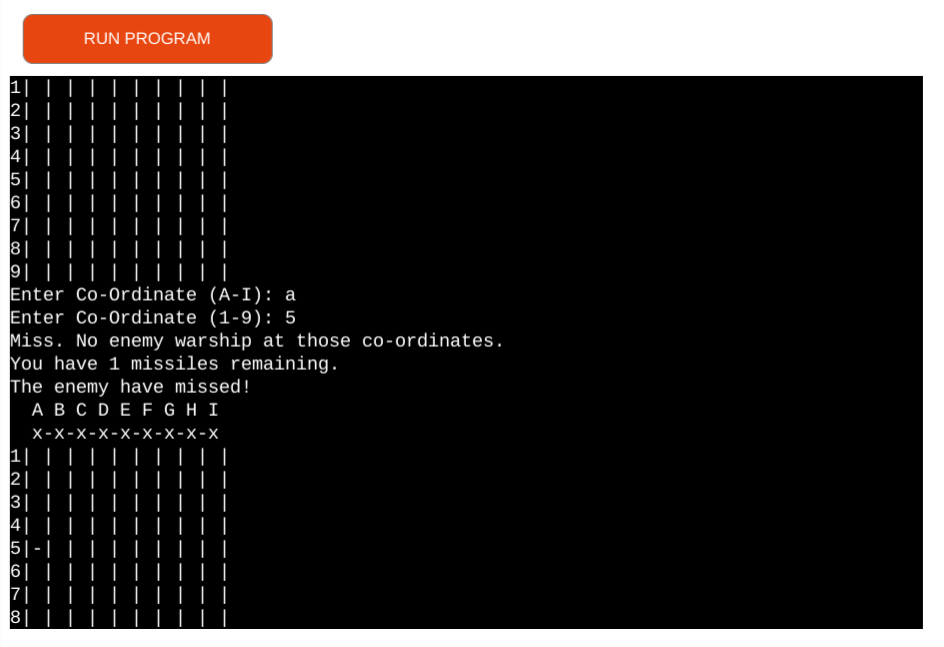 RUN PROGRAM
1| | | | | | | | | |
2| | | | | | | | | |
3| | | | | | | | | |
4| | | | | | | | | |
5| | | | | | | | | |
6| | | | | | | | | |
7| | | | | | | | | |
8| | | | | | | | | |
9| | | | | | | | | |
Enter Co-Ordinate (A-I): a
Enter Co-Ordinate (1-9): 5
Miss. No enemy warship at those co-ordinates.
You have 1 missiles remaining.
The enemy have missed!
  A B C D E F G H I
  x-x-x-x-x-x-x-x-x
1| | | | | | | | | |
2| | | | | | | | | |
3| | | | | | | | | |
4| | | | | | | | | |
5|-| | | | | | | | |
6| | | | | | | | | |
7| | | | | | | | | |
8| | | | | | | | | |